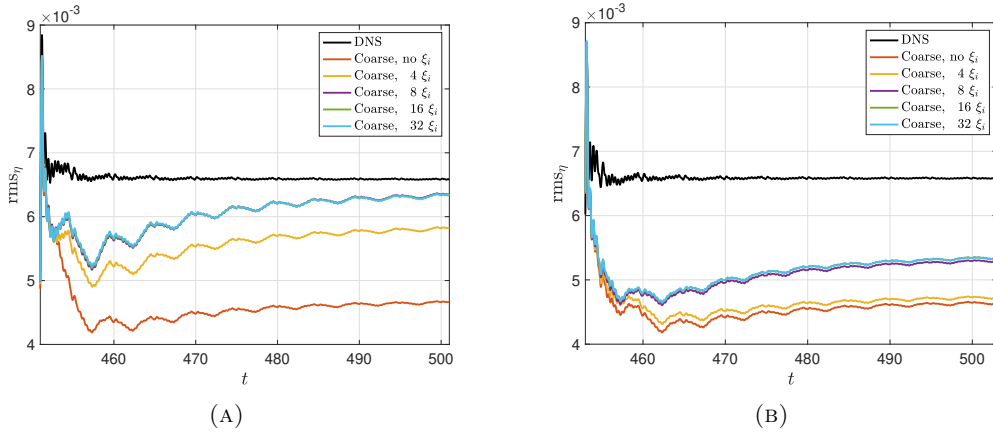 ×10⁻³
9
8
7
6
5
4
rms_η
460
470
480
490
500
t
DNS
Coarse, no ξ_i
Coarse, 4 ξ_i
Coarse, 8 ξ_i
Coarse, 16 ξ_i
Coarse, 32 ξ_i
(A)
×10⁻³
9
8
7
6
5
4
rms_η
460
470
480
490
500
t
DNS
Coarse, no ξ_i
Coarse, 4 ξ_i
Coarse, 8 ξ_i
Coarse, 16 ξ_i
Coarse, 32 ξ_i
(B)